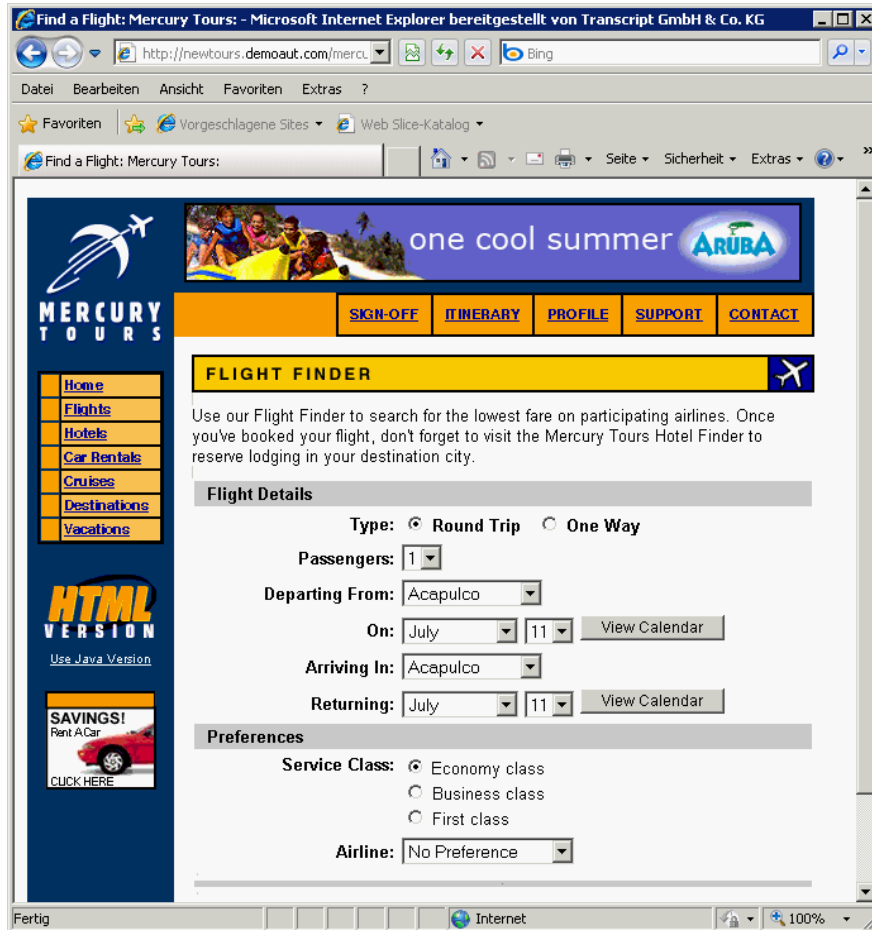 Find a Flight: Mercury Tours: - Microsoft Internet Explorer bereitgestellt von Transcript GmbH & Co. KG
http://newtours.demoaut.com/mercu
Bing
Datei Bearbeiten Ansicht Favoriten Extras ?
Favoriten Vorgeschlagene Sites Web Slice-Katalog
Find a Flight: Mercury Tours:
Seite Sicherheit Extras
one cool summer ARUBA
MERCURY
TOURS
SIGN-OFF ITINERARY PROFILE SUPPORT CONTACT
Home
Flights
Hotels
Car Rentals
Cruises
Destinations
Vacations
HTML
VERSION
Use Java Version
SAVINGS!
Rent A Car
CLICK HERE
FLIGHT FINDER
Use our Flight Finder to search for the lowest fare on participating airlines. Once
you've booked your flight, don't forget to visit the Mercury Tours Hotel Finder to
reserve lodging in your destination city.
Flight Details
Type: Round Trip One Way
Passengers: 1
Departing From: Acapulco
On: July 11 View Calendar
Arriving In: Acapulco
Returning: July 11 View Calendar
Preferences
Service Class: Economy class
Business class
First class
Airline: No Preference
Fertig Internet 100%